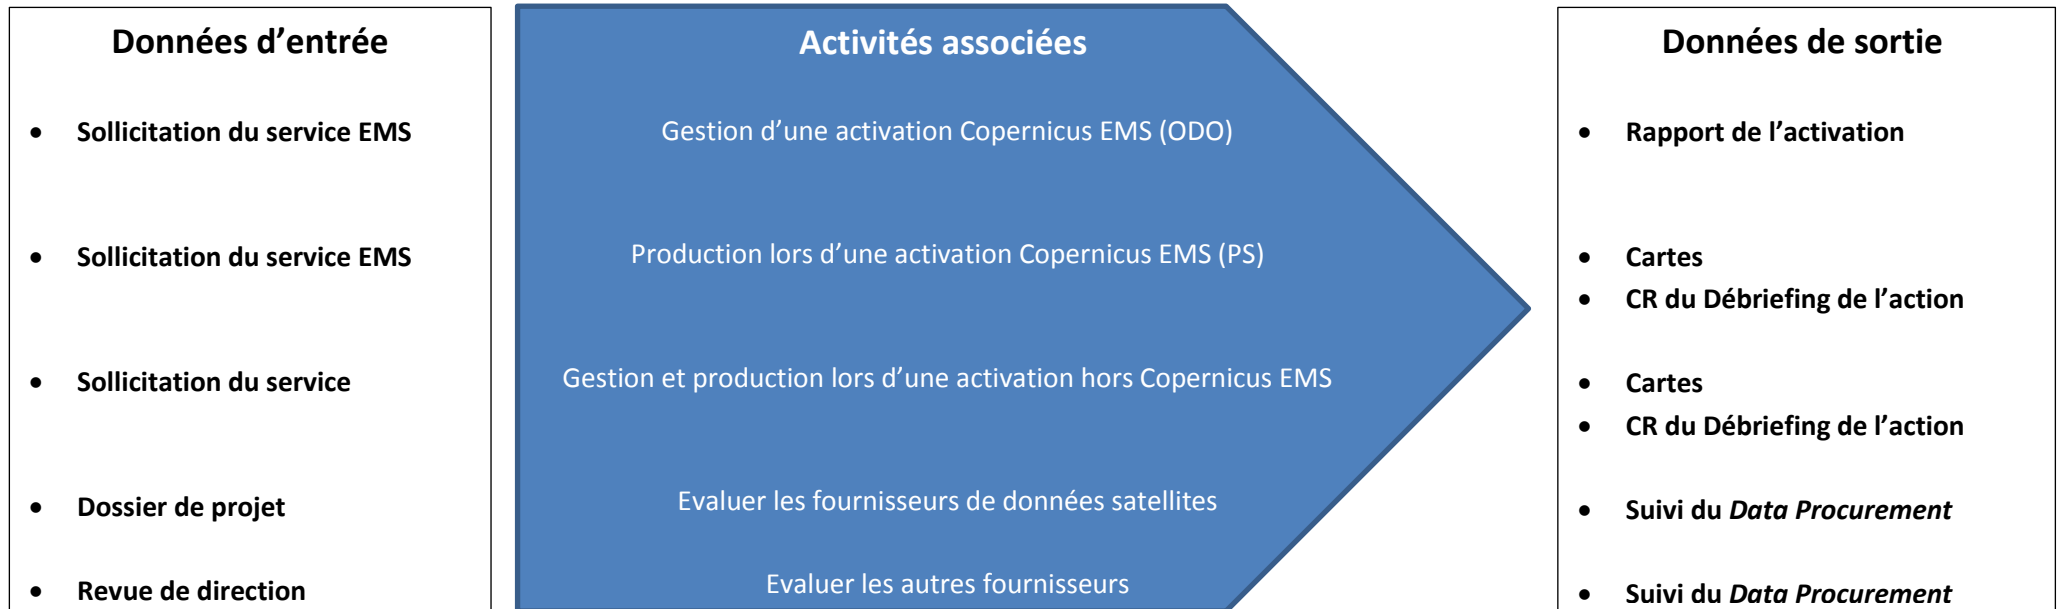 Données d’entrée
• Sollicitation du service EMS
• Sollicitation du service EMS
• Sollicitation du service
• Dossier de projet
• Revue de direction
Activités associées
Gestion d’une activation Copernicus EMS (ODO)
Production lors d’une activation Copernicus EMS (PS)
Gestion et production lors d’une activation hors Copernicus EMS
Evaluer les fournisseurs de données satellites
Evaluer les autres fournisseurs
Données de sortie
• Rapport de l’activation
• Cartes
• CR du Débriefing de l’action
• Cartes
• CR du Débriefing de l’action
• Suivi du Data Procurement
• Suivi du Data Procurement